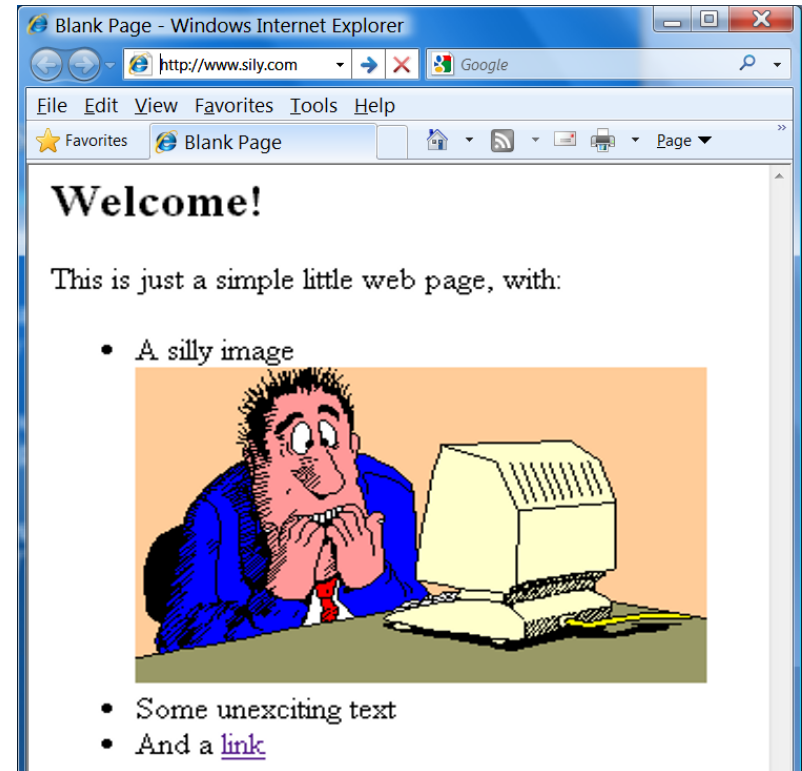 Blank Page - Windows Internet Explorer
http://www.sily.com Google
File Edit View Favorites Tools Help
Favorites Blank Page Page
Welcome!
This is just a simple little web page, with:
• A silly image
• Some unexciting text
• And a link